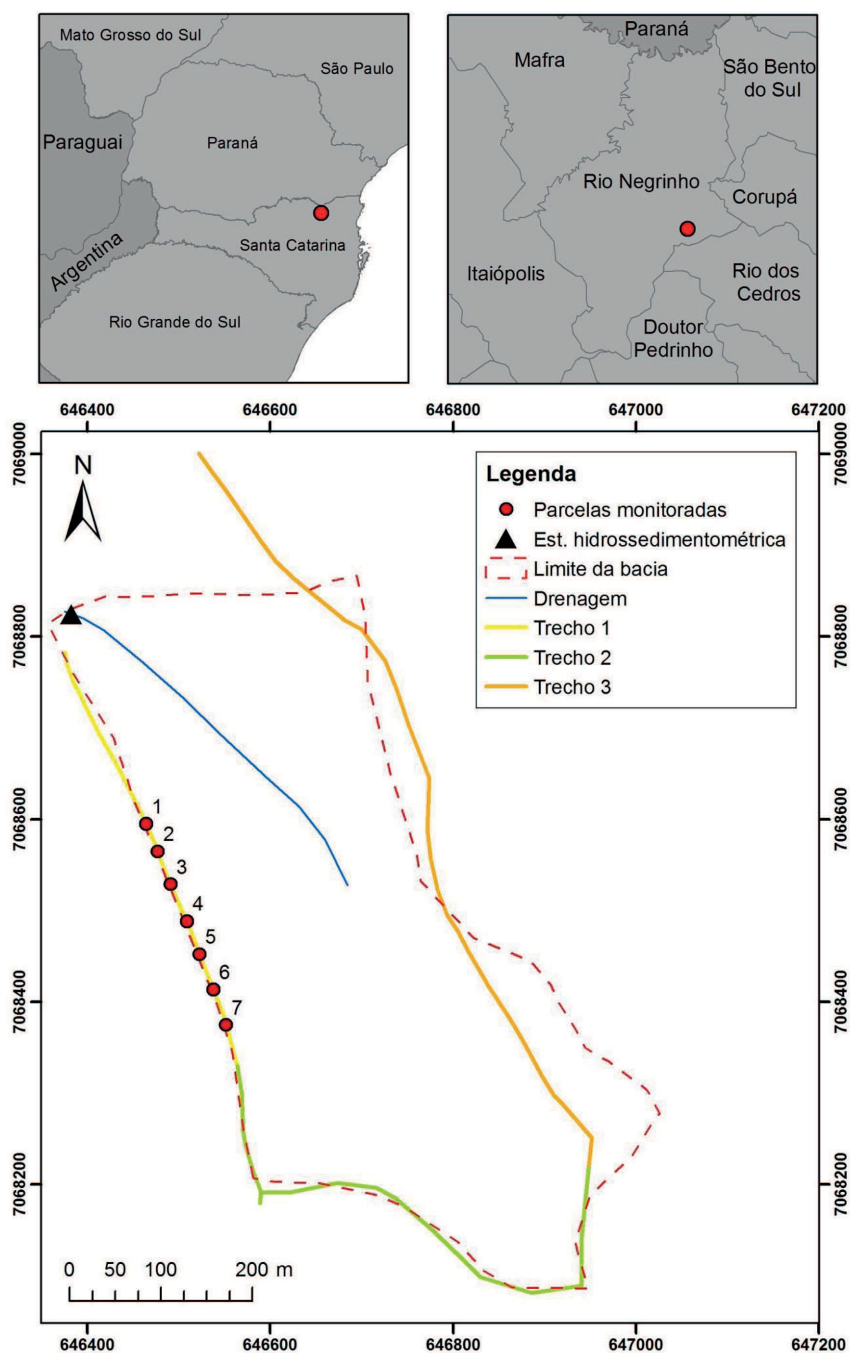 Mato Grosso do Sul
São Paulo
Paraguai
Paraná
Argentina
Santa Catarina
Rio Grande do Sul
Paraná
Mafra
São Bento
do Sul
Rio Negrinho
Corupá
Itaiópolis
Rio dos
Cedros
Doutor
Pedrinho
646400
646600
646800
647000
647200
7069000
7069000
N
Legenda
Parcelas monitoradas
Est. hidrossedimentométrica
Limite da bacia
Drenagem
Trecho 1
Trecho 2
Trecho 3
7068800
7068800
7068600
7068600
1
2
3
4
5
6
7
7068400
7068400
7068200
7068200
0 50 100 200 m
646400
646600
646800
647000
647200